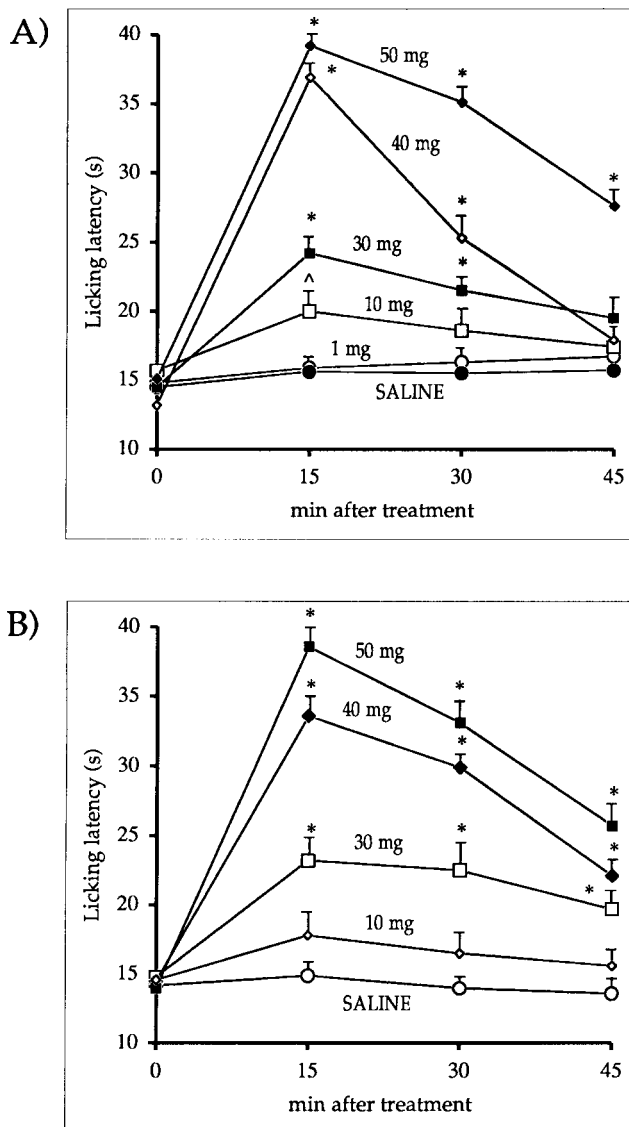 A)
40
35
30
25
20
15
10
Licking latency (s)
*
50 mg
*
*
40 mg
*
*
*
30 mg
*
^
10 mg
1 mg
SALINE
0 15 30 45
min after treatment
B)
40
35
30
25
20
15
10
Licking latency (s)
*
50 mg
*
*
40 mg
*
*
*
*
30 mg
*
*
10 mg
SALINE
0 15 30 45
min after treatment